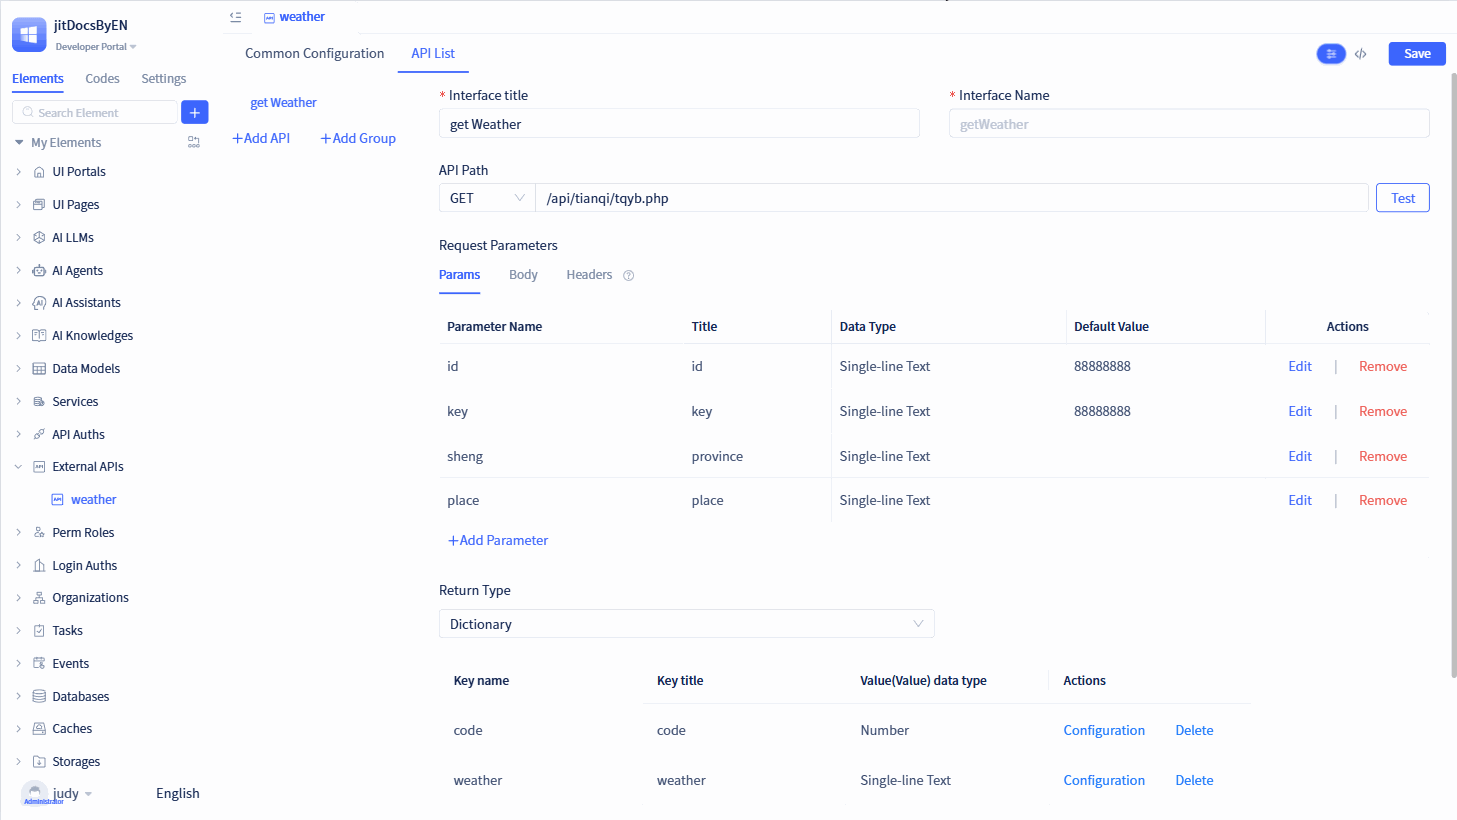 jitDocsByEN
Developer Portal
Elements Codes Settings
Search Element
My Elements
UI Portals
UI Pages
AI LLMs
AI Agents
AI Assistants
AI Knowledges
Data Models
Services
API Auths
External APIs
weather
Perm Roles
Login Auths
Organizations
Tasks
Events
Databases
Caches
Storages
judy
Administrator
English
weather
Common Configuration API List
Save
get Weather
+Add API +Add Group
* Interface title * Interface Name
get Weather getWeather
API Path
GET /api/tianqi/tqyb.php Test
Request Parameters
Params Body Headers
Parameter Name Title Data Type Default Value Actions
id id Single-line Text 88888888 Edit | Remove
key key Single-line Text 88888888 Edit | Remove
sheng province Single-line Text Edit | Remove
place place Single-line Text Edit | Remove
+Add Parameter
Return Type
Dictionary
Key name Key title Value(Value) data type Actions
code code Number Configuration Delete
weather weather Single-line Text Configuration Delete